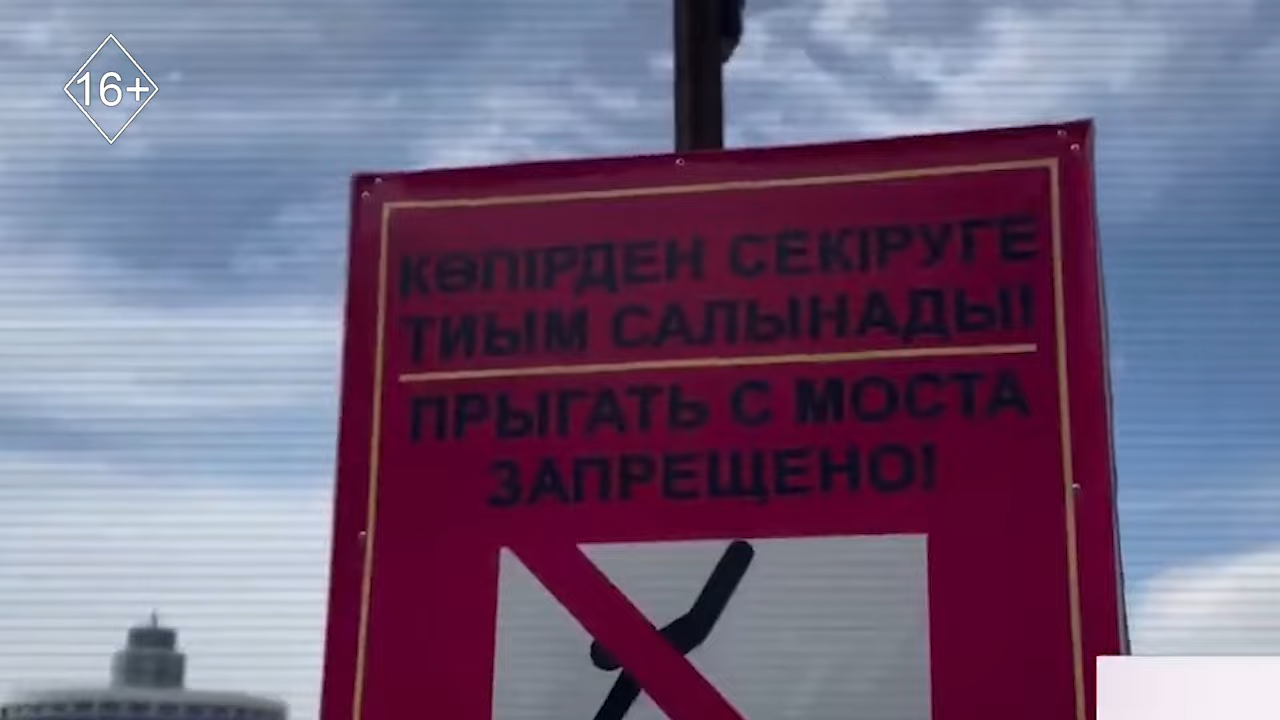 16+
КӨПІРДЕН СЕКІРУГЕ
ТИЫМ САЛЫНАДЫ!
ПРЫГАТЬ С МОСТА
ЗАПРЕЩЕНО!